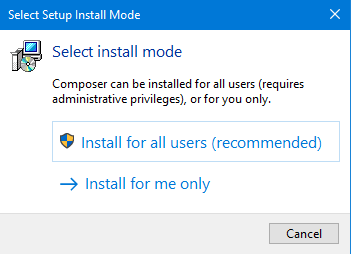 Select Setup Install Mode
Select install mode
Composer can be installed for all users (requires
administrative privileges), or for you only.
Install for all users (recommended)
Install for me only
Cancel